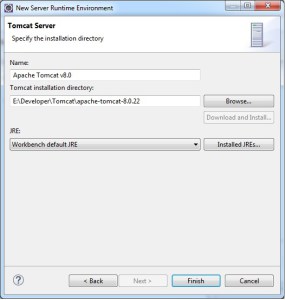 New Server Runtime Environment
Tomcat Server
Specify the installation directory
Name:
Apache Tomcat v8.0
Tomcat installation directory:
E:\Developer\Tomcat\apache-tomcat-8.0.22
Browse...
Download and Install...
JRE:
Workbench default JRE
Installed JREs...
?
< Back
Next >
Finish
Cancel